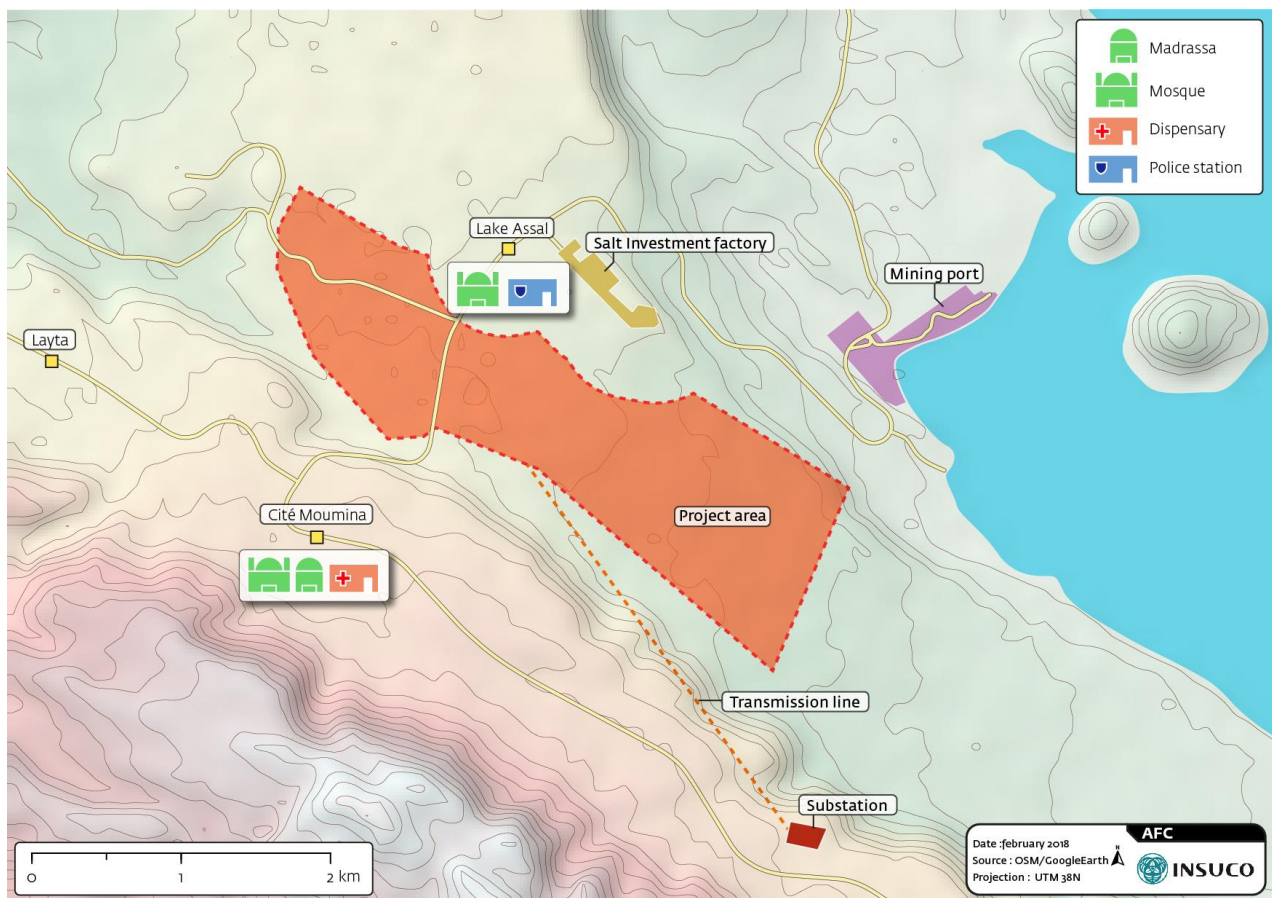 Madrassa
Mosque
Dispensary
Police station
Lake Assal
Salt Investment factory
Mining port
Layta
Cité Moumina
Project area
Transmission line
Substation
0 1 2 km
AFC
Date :february 2018
Source : OSM/GoogleEarth
N
Projection : UTM 38N
INSUCO